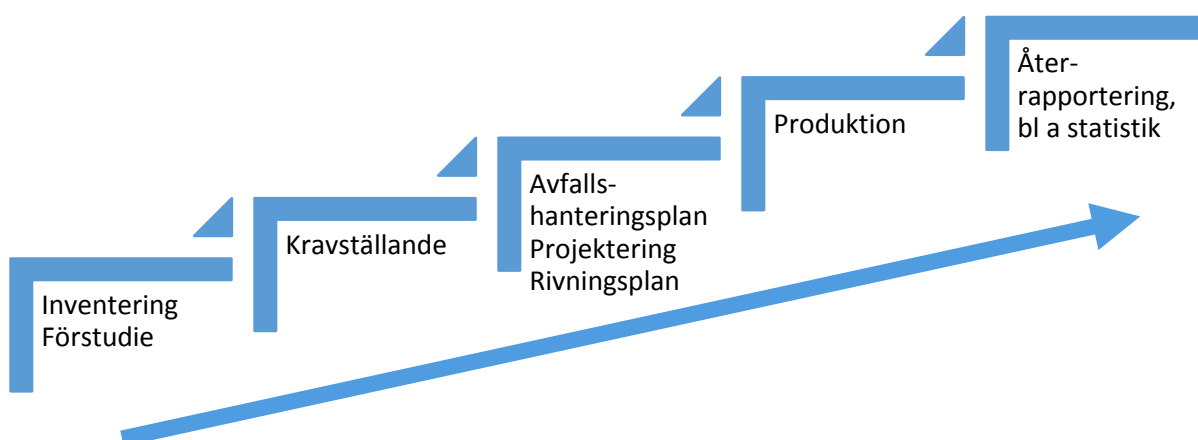 Inventering
Förstudie
Kravställande
Avfalls-
hanteringsplan
Projektering
Rivningsplan
Produktion
Åter-
rapportering,
bl a statistik